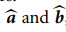 â and b̂,